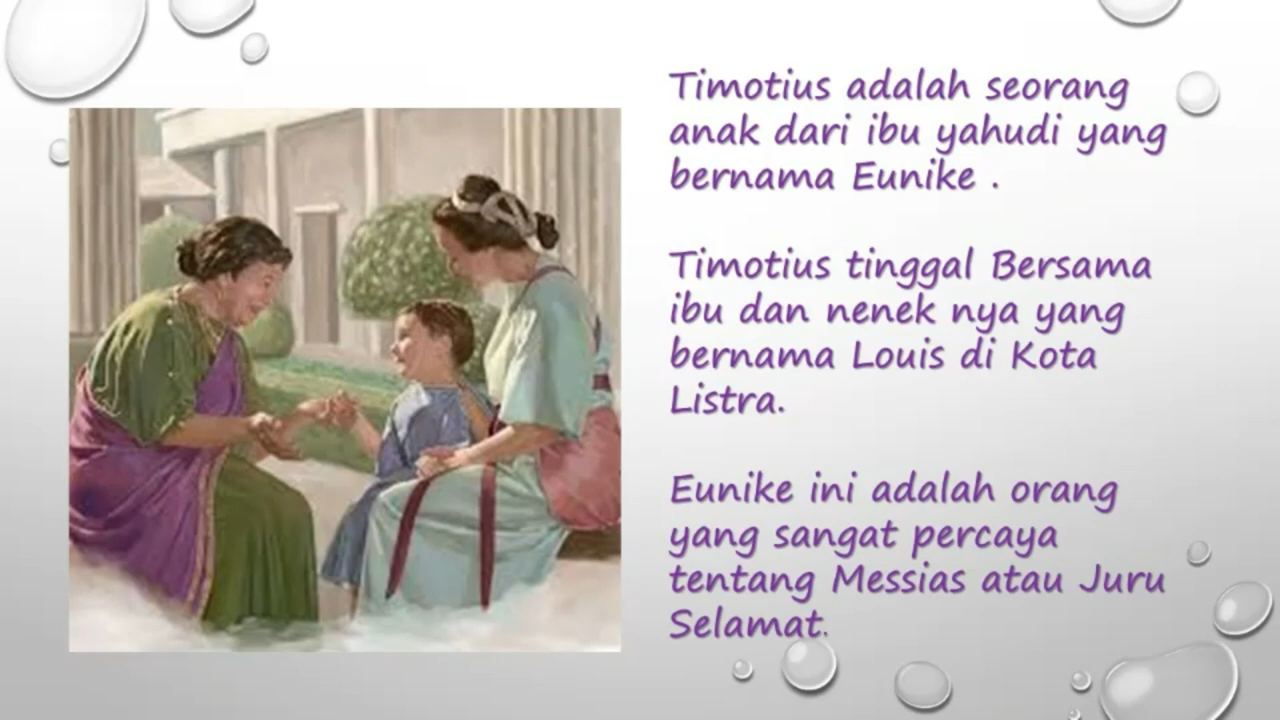 Timotius adalah seorang
anak dari ibu yahudi yang
bernama Eunike .
Timotius tinggal Bersama
ibu dan nenek nya yang
bernama Louis di Kota
Listra.
Eunike ini adalah orang
yang sangat percaya
tentang Messias atau Juru
Selamat.